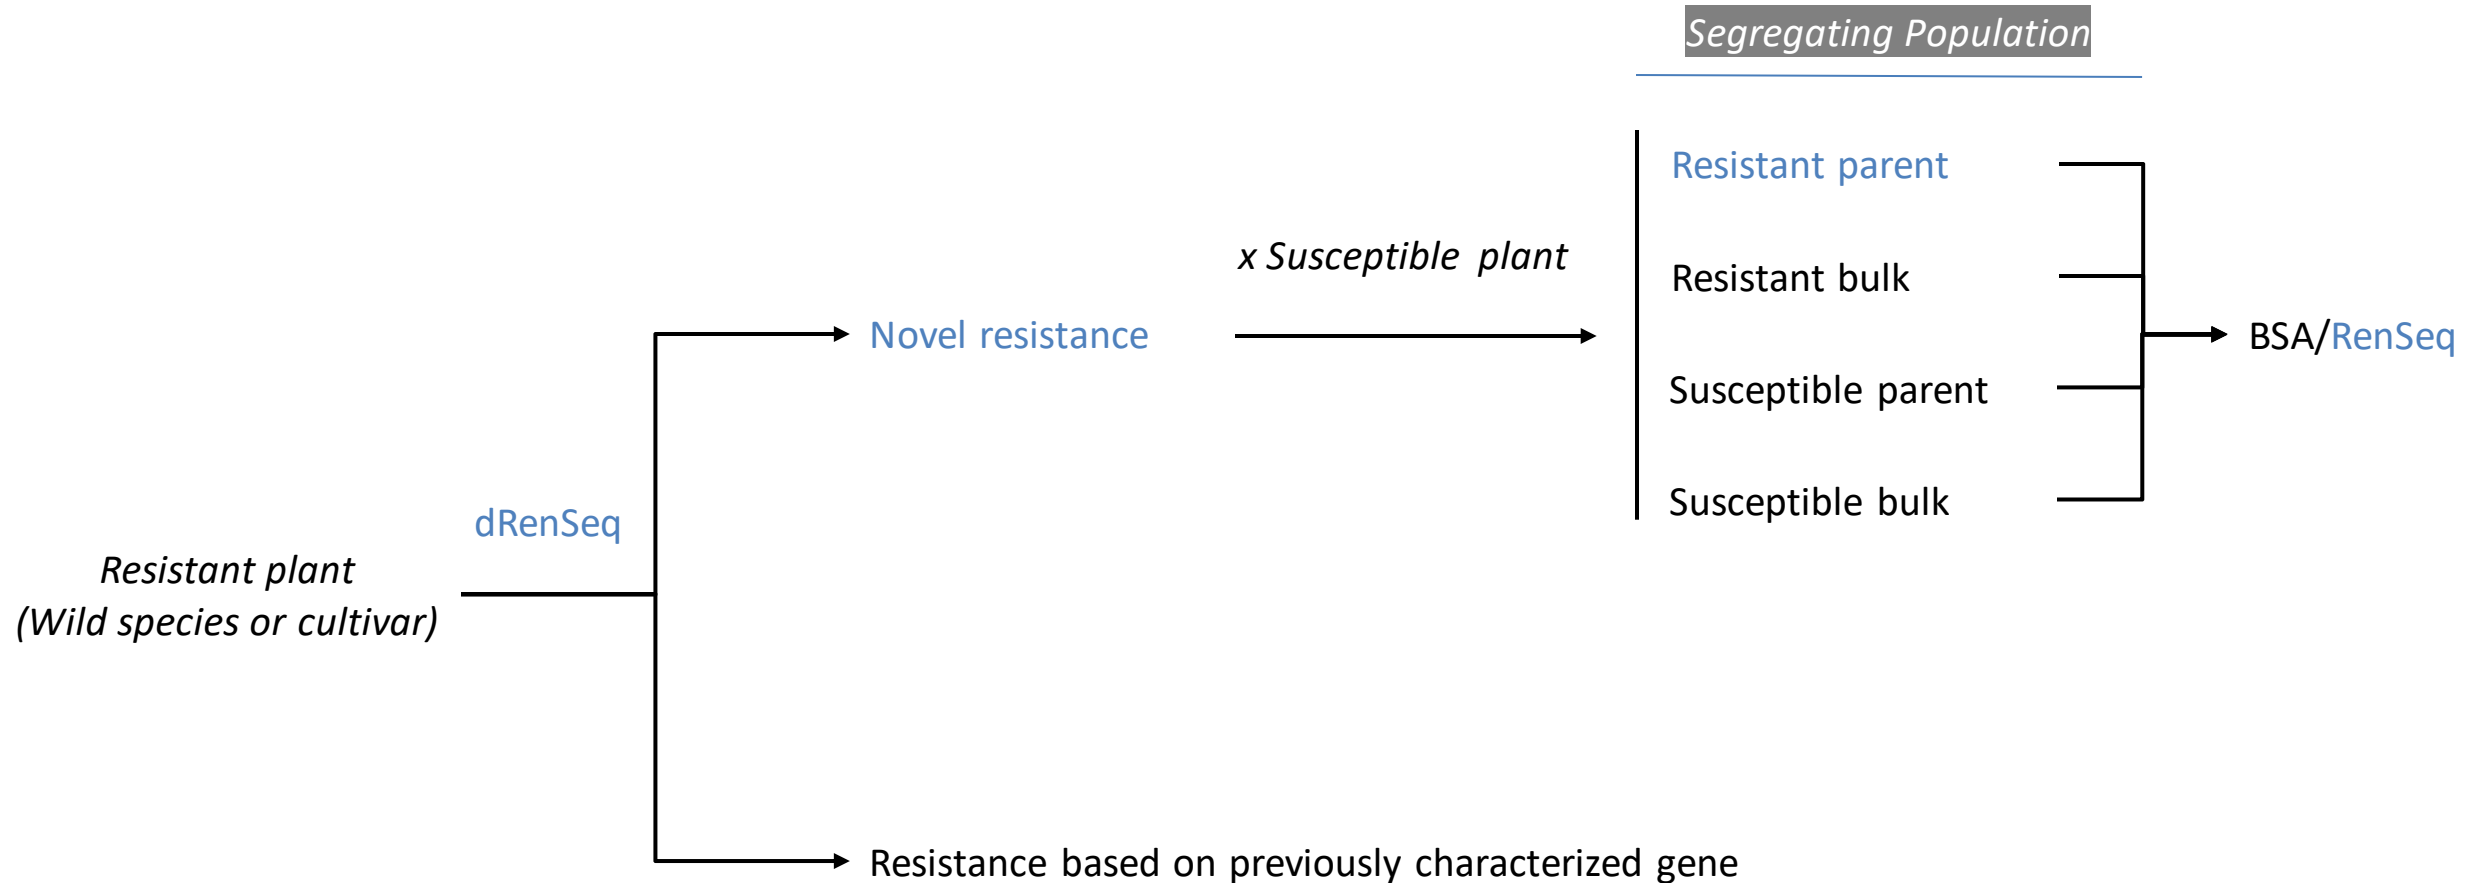 Segregating Population
Resistant parent
x Susceptible plant
Resistant bulk
Novel resistance
BSA/RenSeq
Susceptible parent
Susceptible bulk
dRenSeq
Resistant plant
(Wild species or cultivar)
Resistance based on previously characterized gene